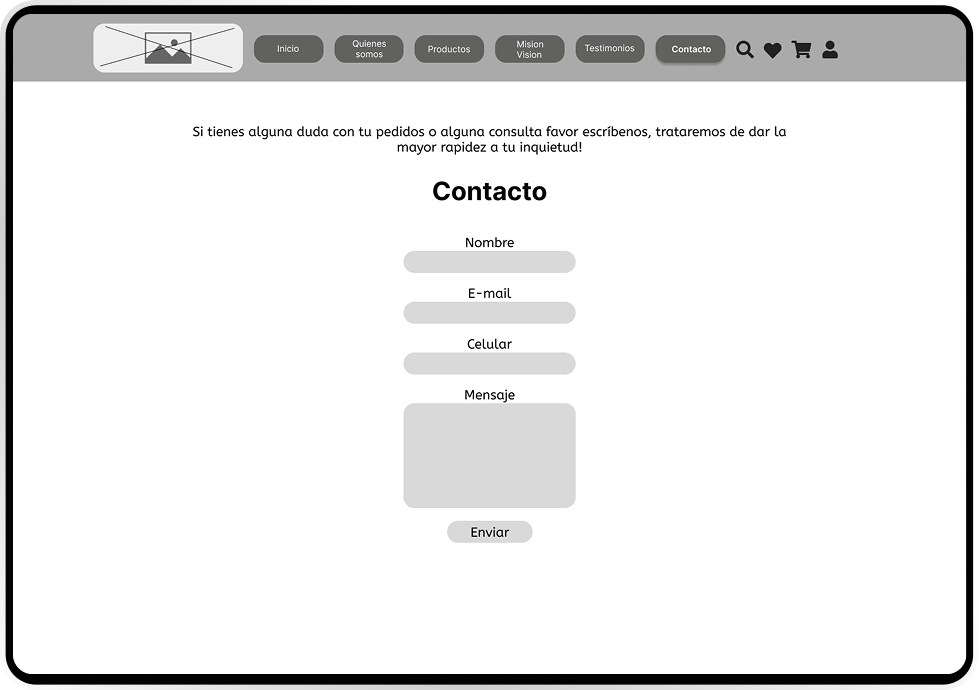 Inicio
Quienes
somos
Productos
Mision
Vision
Testimonios
Contacto
Si tienes alguna duda con tu pedidos o alguna consulta favor escríbenos, trataremos de dar la
mayor rapidez a tu inquietud!
Contacto
Nombre
E-mail
Celular
Mensaje
Enviar